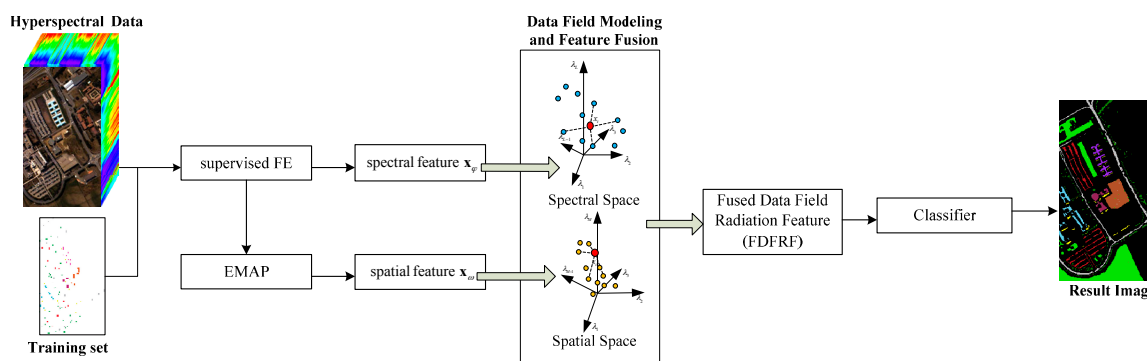 Hyperspectral Data
Training set
supervised FE
EMAP
spectral feature x_φ
spatial feature x_ω
Data Field Modeling
and Feature Fusion
Spectral Space
Spatial Space
Fused Data Field
Radiation Feature
(FDFRF)
Classifier
Result Image